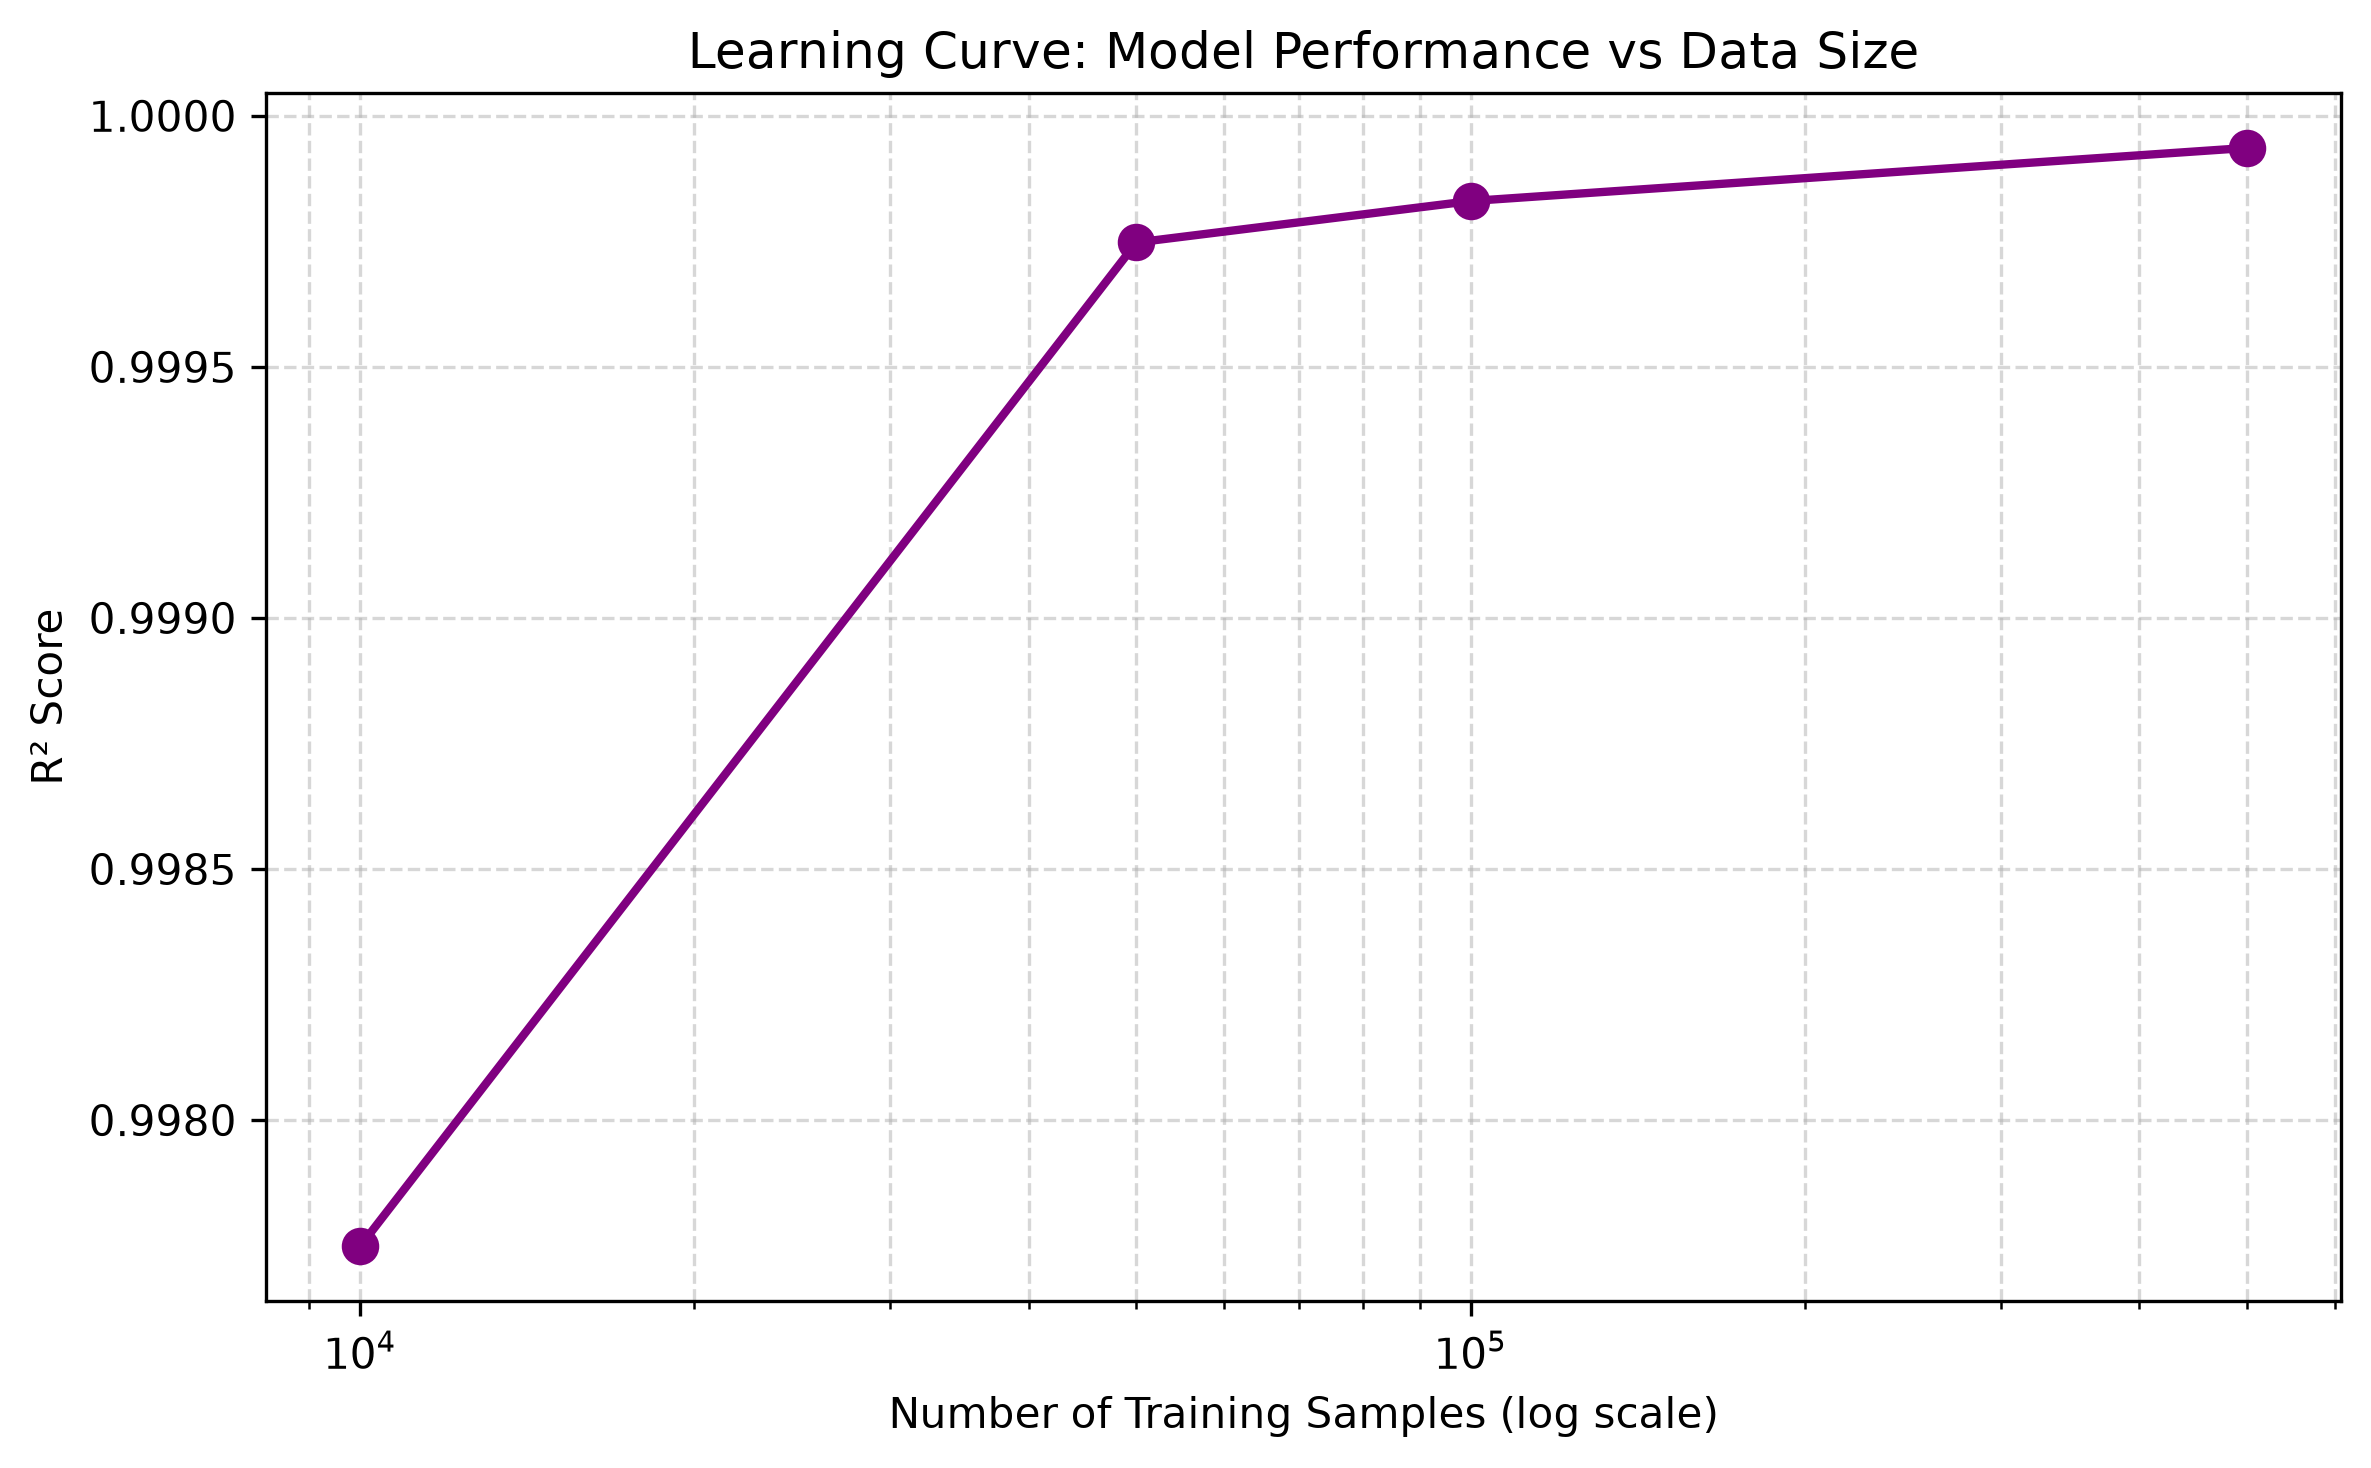 Learning Curve: Model Performance vs Data Size
1.0000
0.9995
0.9990
0.9985
0.9980
R² Score
10⁴
10⁵
Number of Training Samples (log scale)